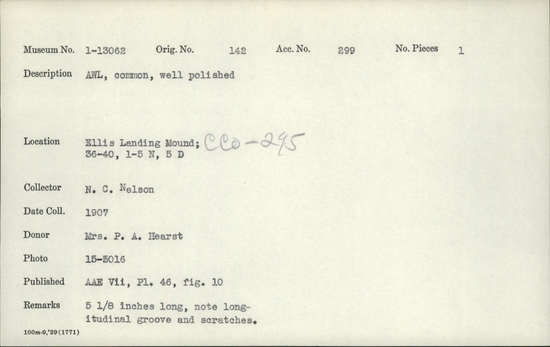 Museum No. 1-13062 Orig. No. 142 Acc. No. 299 No. Pieces 1
Description AWL, common, well polished
Location Ellis Landing Mound; CCo-295
36-40, 1-5 N, 5 D
Collector N. C. Nelson
Date Coll. 1907
Donor Mrs. P. A. Hearst
Photo 15-3016
Published AAE Vii, Pl. 46, fig. 10
Remarks 5 1/8 inches long, note long-
itudinal groove and scratches.
100m-9,'29(1771)